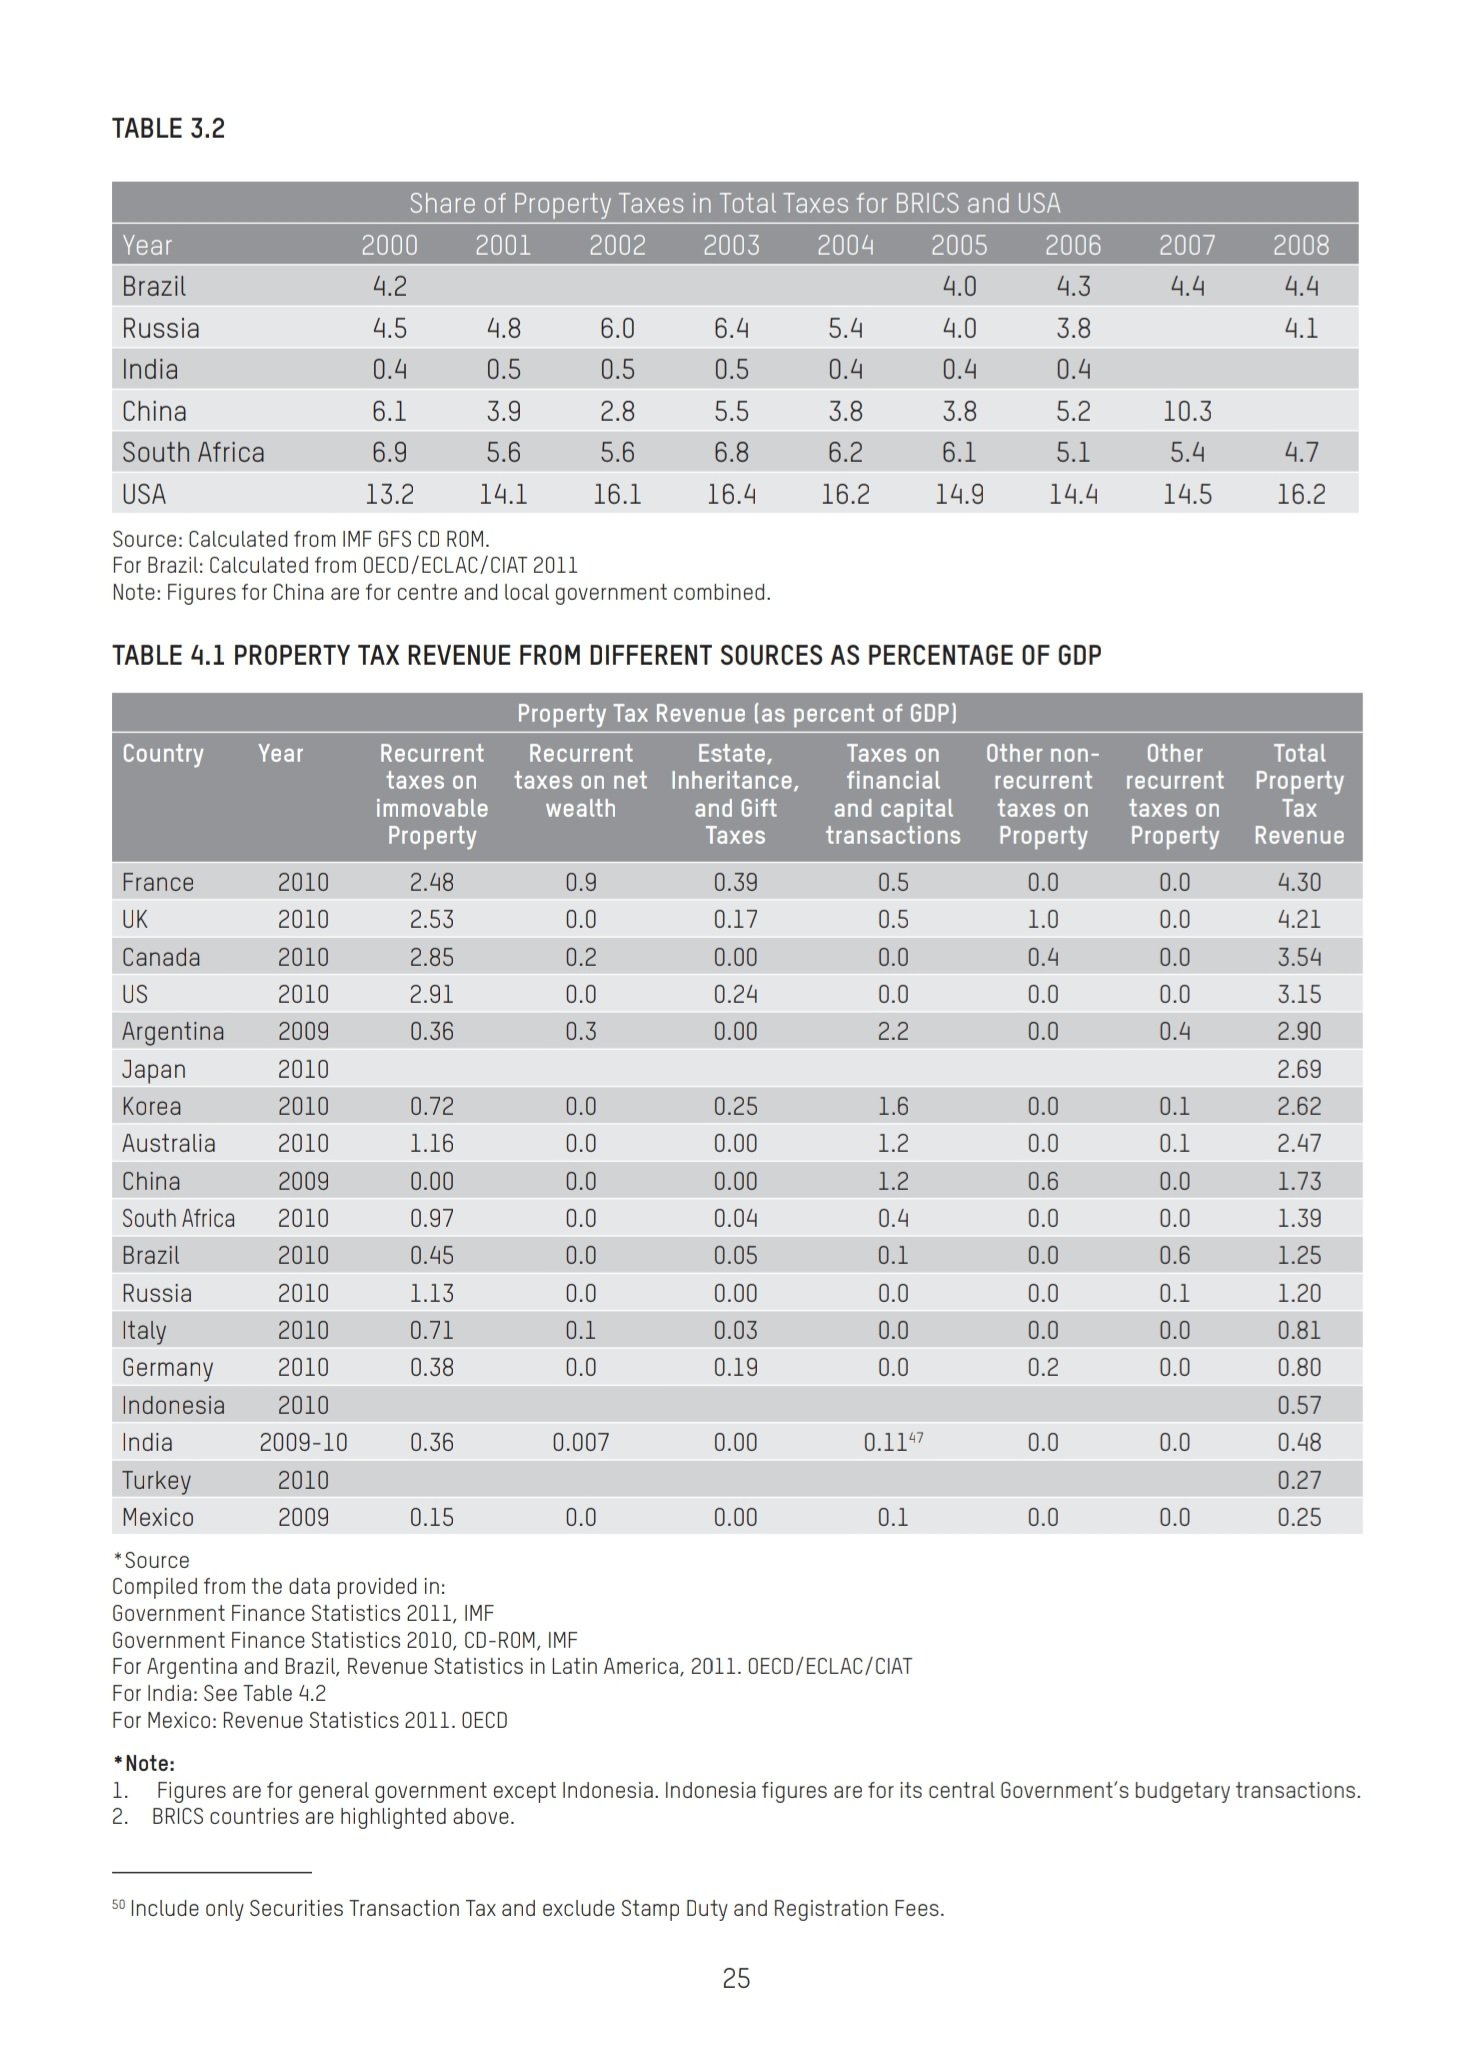 TABLE 3.2
Share of Property Taxes in Total Taxes for BRICS and USA
Year 2000 2001 2002 2003 2004 2005 2006 2007 2008
Brazil 4.2 4.0 4.3 4.4 4.4
Russia 4.5 4.8 6.0 6.4 5.4 4.0 3.8 4.1
India 0.4 0.5 0.5 0.5 0.4 0.4 0.4
China 6.1 3.9 2.8 5.5 3.8 3.8 5.2 10.3
South Africa 6.9 5.6 5.6 6.8 6.2 6.1 5.1 5.4 4.7
USA 13.2 14.1 16.1 16.4 16.2 14.9 14.4 14.5 16.2
Source: Calculated from IMF GFS CD ROM.
For Brazil: Calculated from OECD/ECLAC/CIAT 2011
Note: Figures for China are for centre and local government combined.
TABLE 4.1 PROPERTY TAX REVENUE FROM DIFFERENT SOURCES AS PERCENTAGE OF GDP
Property Tax Revenue (as percent of GDP)
Country Year Recurrent Recurrent Estate, Taxes on Other non- Other Total
taxes on taxes on net Inheritance, financial recurrent recurrent Property
immovable wealth and Gift and capital taxes on taxes on Tax
Property Taxes transactions Property Property Revenue
France 2010 2.48 0.9 0.39 0.5 0.0 0.0 4.30
UK 2010 2.53 0.0 0.17 0.5 1.0 0.0 4.21
Canada 2010 2.85 0.2 0.00 0.0 0.4 0.0 3.54
US 2010 2.91 0.0 0.24 0.0 0.0 0.0 3.15
Argentina 2009 0.36 0.3 0.00 2.2 0.0 0.4 2.90
Japan 2010 2.69
Korea 2010 0.72 0.0 0.25 1.6 0.0 0.1 2.62
Australia 2010 1.16 0.0 0.00 1.2 0.0 0.1 2.47
China 2009 0.00 0.0 0.00 1.2 0.6 0.0 1.73
South Africa 2010 0.97 0.0 0.04 0.4 0.0 0.0 1.39
Brazil 2010 0.45 0.0 0.05 0.1 0.0 0.6 1.25
Russia 2010 1.13 0.0 0.00 0.0 0.0 0.1 1.20
Italy 2010 0.71 0.1 0.03 0.0 0.0 0.0 0.81
Germany 2010 0.38 0.0 0.19 0.0 0.2 0.0 0.80
Indonesia 2010 0.57
India 2009-10 0.36 0.007 0.00 0.11⁴⁷ 0.0 0.0 0.48
Turkey 2010 0.27
Mexico 2009 0.15 0.0 0.00 0.1 0.0 0.0 0.25
*Source
Compiled from the data provided in:
Government Finance Statistics 2011, IMF
Government Finance Statistics 2010, CD-ROM, IMF
For Argentina and Brazil, Revenue Statistics in Latin America, 2011. OECD/ECLAC/CIAT
For India: See Table 4.2
For Mexico: Revenue Statistics 2011. OECD
*Note:
1. Figures are for general government except Indonesia. Indonesia figures are for its central Government's budgetary transactions.
2. BRICS countries are highlighted above.
⁵⁰ Include only Securities Transaction Tax and exclude Stamp Duty and Registration Fees.
25